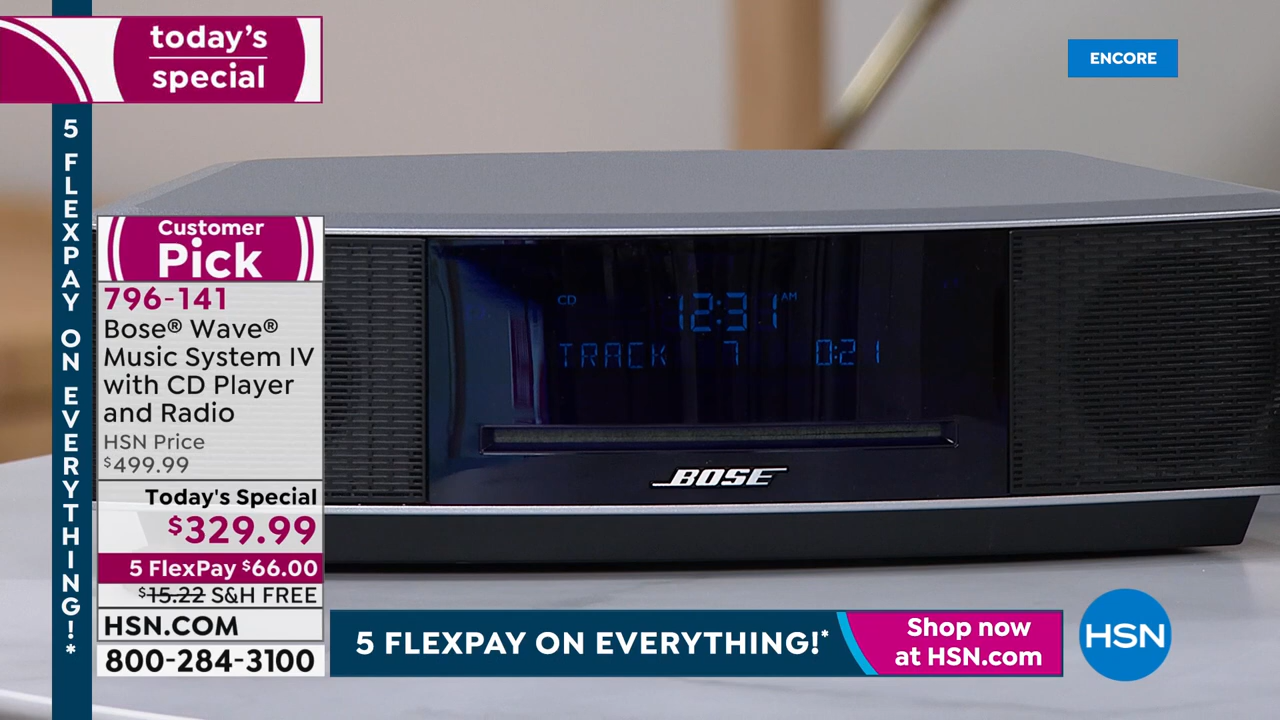 today's
special
ENCORE
5 FLEXPAY ON EVERYTHING!*
Customer
Pick
796-141
Bose® Wave®
Music System IV
with CD Player
and Radio
HSN Price
$499.99
Today's Special
$329.99
5 FlexPay $66.00
$15.22 S&H FREE
HSN.COM
800-284-3100
CD 12:31 AM
TRACK 7 0:21
BOSE
5 FLEXPAY ON EVERYTHING!*
Shop now
at HSN.com
HSN